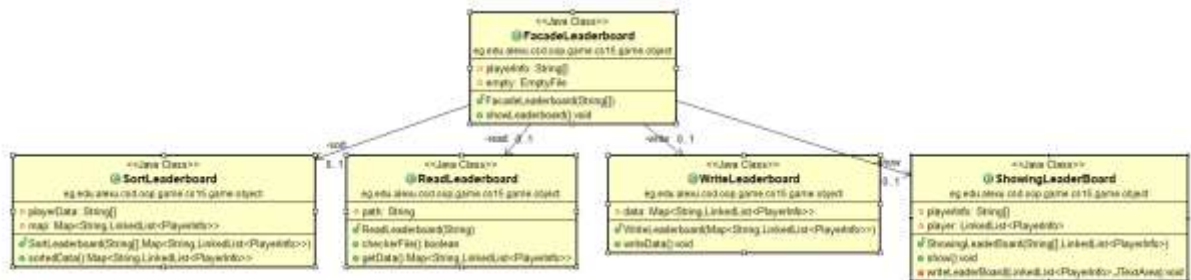 <<Java Class>>
FacadeLeaderboard
eg.edu.alexu.csd.oop.game.cs15.game.object
playerInfo: String[]
empty: EmptyFile
FacadeLeaderboard(String[])
showLeaderboard():void
-sort
0..1
-read 0..1
-write 0..1
0..1
<<Java Class>>
SortLeaderboard
eg.edu.alexu.csd.oop.game.cs15.game.object
playerData: String[]
map: Map<String,LinkedList<PlayerInfo>>
SortLeaderboard(String[],Map<String,LinkedList<PlayerInfo>>)
sortedData():Map<String,LinkedList<PlayerInfo>>
<<Java Class>>
ReadLeaderboard
eg.edu.alexu.csd.oop.game.cs15.game.object
path: String
ReadLeaderboard(String)
checkerFile():boolean
getData():Map<String,LinkedList<PlayerInfo>>
<<Java Class>>
WriteLeaderboard
eg.edu.alexu.csd.oop.game.cs15.game.object
data: Map<String,LinkedList<PlayerInfo>>
WriteLeaderboard(Map<String,LinkedList<PlayerInfo>>)
writeData():void
<<Java Class>>
ShowingLeaderBoard
eg.edu.alexu.csd.oop.game.cs15.game.object
playerInfo: String[]
player: LinkedList<PlayerInfo>
ShowingLeaderBoard(String[],LinkedList<PlayerInfo>)
show():void
writeLeaderBoard(LinkedList<PlayerInfo>,JTextArea):void